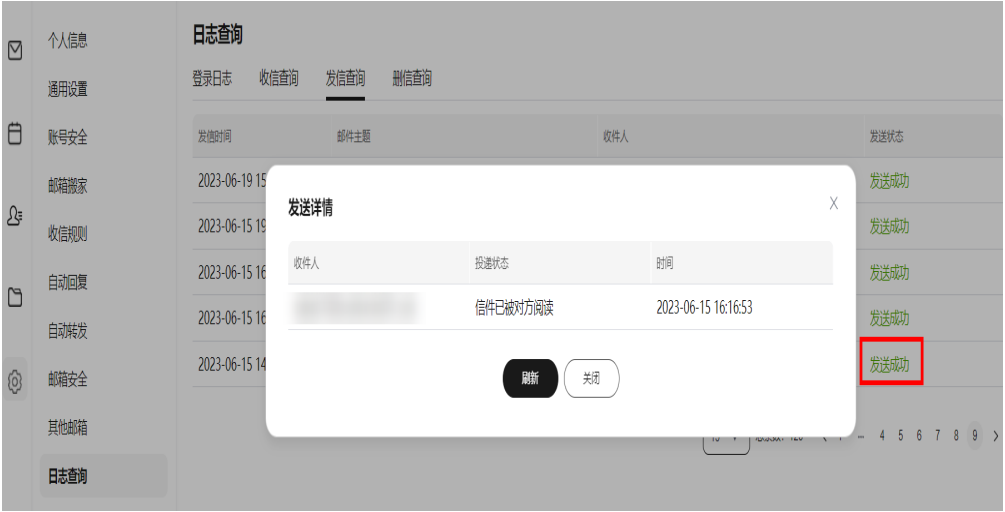 个人信息
通用设置
账号安全
邮箱搬家
收信规则
自动回复
自动转发
邮箱安全
其他邮箱
日志查询
日志查询
登录日志 收信查询 发信查询 删信查询
发信时间 邮件主题 收件人 发送状态
2023-06-19 15 发送成功
2023-06-15 19 发送成功
2023-06-15 16 发送成功
2023-06-15 16 发送成功
2023-06-15 14 发送成功
发送详情
收件人 投递状态 时间
信件已被对方阅读 2023-06-15 16:16:53
刷新 关闭
4 5 6 7 8 9